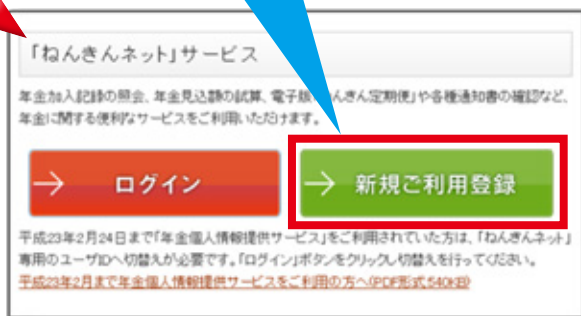 「ねんきんネット」サービス
年金加入記録の照会、年金見込額の試算、電子版 んきん定期便」や各種通知書の確認など、
年金に関する便利なサービスをご利用いただけます。
→ ログイン
→ 新規ご利用登録
平成23年2月24日まで「年金個人情報提供サービス」をご利用されていた方は、「ねんきんネット」
専用のユーザIDへ切替えが必要です。「ログイン」ボタンをクリックし切替えを行ってください。
平成23年2月まで年金個人情報提供サービスをご利用の方へ(PDF形式:540KB)